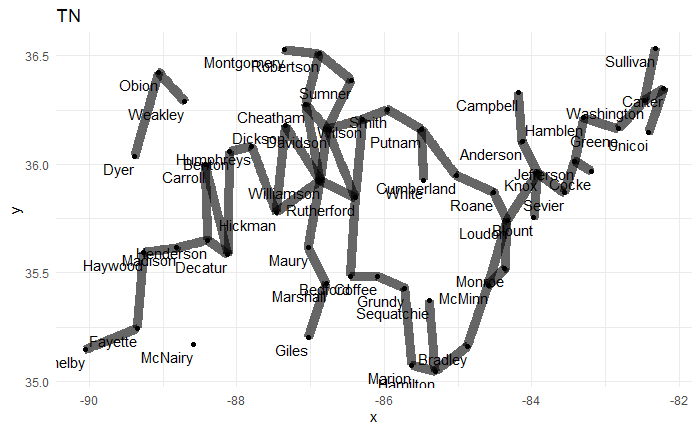 TN
Montgomery
Robertson
Sullivan
Obion
Sumner
Weakley
Campbell
Washington
Carter
Cheatham
Smith
Wilson
Hamblen
Dickson
Davidson
Putnam
Greene
Unicoi
Humphreys
Benton
Anderson
Dyer
Carroll
Jefferson
Knox
Cocke
Williamson
White
Cumberland
Rutherford
Roane
Sevier
Hickman
Loudon
Blount
Henderson
Madison
Haywood
Decatur
Maury
Monroe
Bedford
Coffee
Marshall
Grundy
McMinn
Sequatchie
Fayette
Giles
McNairy
Bradley
helby
Marion
Hamilton
36.5
36.0
35.5
35.0
y
-90
-88
-86
-84
-82
x